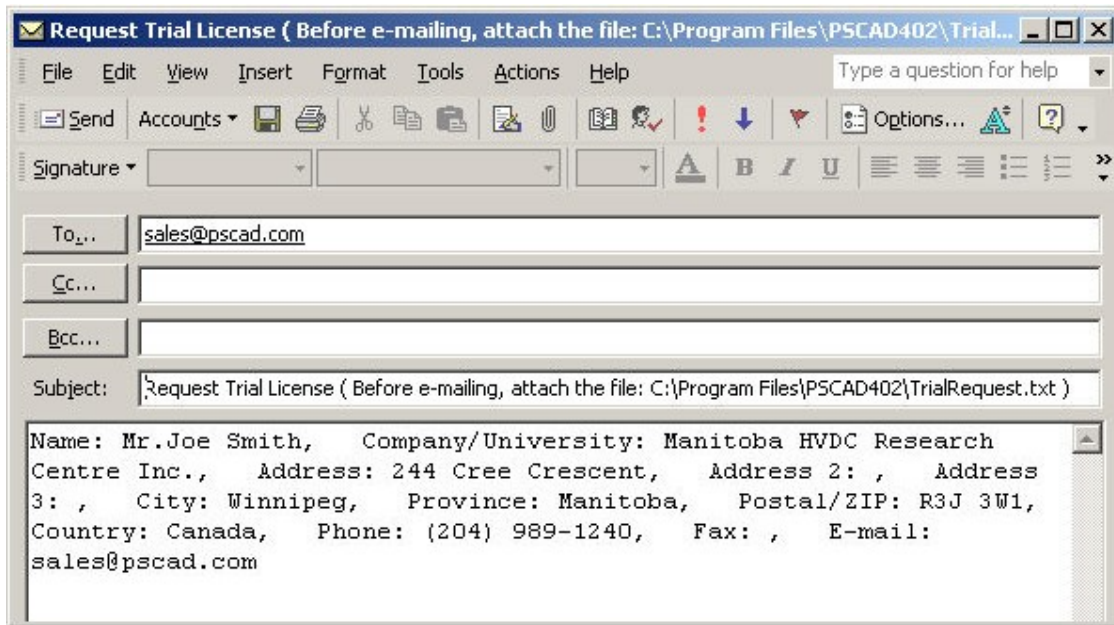 Request Trial License ( Before e-mailing, attach the file: C:\Program Files\PSCAD402\Trial...
File Edit View Insert Format Tools Actions Help Type a question for help
Send Accounts Options...
Signature A B I U
To... sales@pscad.com
Cc...
Bcc...
Subject: Request Trial License ( Before e-mailing, attach the file: C:\Program Files\PSCAD402\TrialRequest.txt )
Name: Mr.Joe Smith, Company/University: Manitoba HVDC Research
Centre Inc., Address: 244 Cree Crescent, Address 2: , Address
3: , City: Winnipeg, Province: Manitoba, Postal/ZIP: R3J 3W1,
Country: Canada, Phone: (204) 989-1240, Fax: , E-mail:
sales@pscad.com